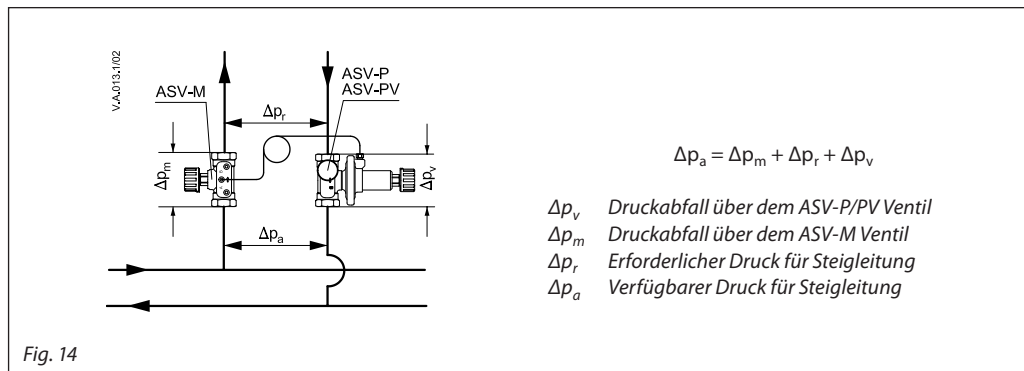 V.A.013.1/02
ASV-M
ASV-P
ASV-PV
Δpᵣ
Δpₘ
Δpᵥ
Δpₐ
Δpₐ = Δpₘ + Δpᵣ + Δpᵥ
Δpᵥ Druckabfall über dem ASV-P/PV Ventil
Δpₘ Druckabfall über dem ASV-M Ventil
Δpᵣ Erforderlicher Druck für Steigleitung
Δpₐ Verfügbarer Druck für Steigleitung
Fig. 14